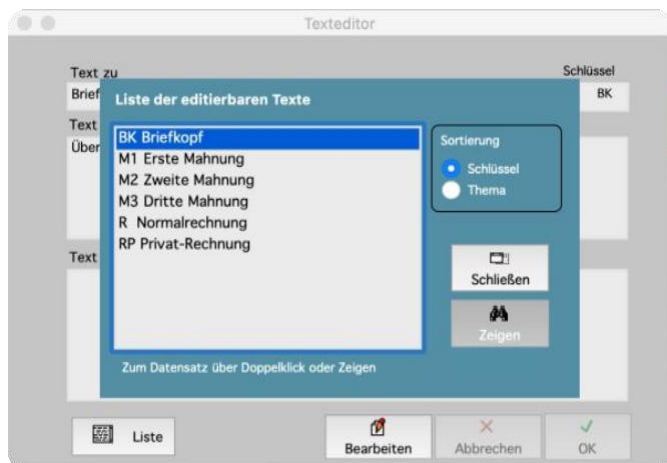 Texteditor
Text zu
Schlüssel
Brief
BK
Liste der editierbaren Texte
Text
Über
BK Briefkopf
M1 Erste Mahnung
M2 Zweite Mahnung
M3 Dritte Mahnung
R Normalrechnung
RP Privat-Rechnung
Sortierung
Schlüssel
Thema
Text
Schließen
Zeigen
Zum Datensatz über Doppelklick oder Zeigen
Liste
Bearbeiten
Abbrechen
OK